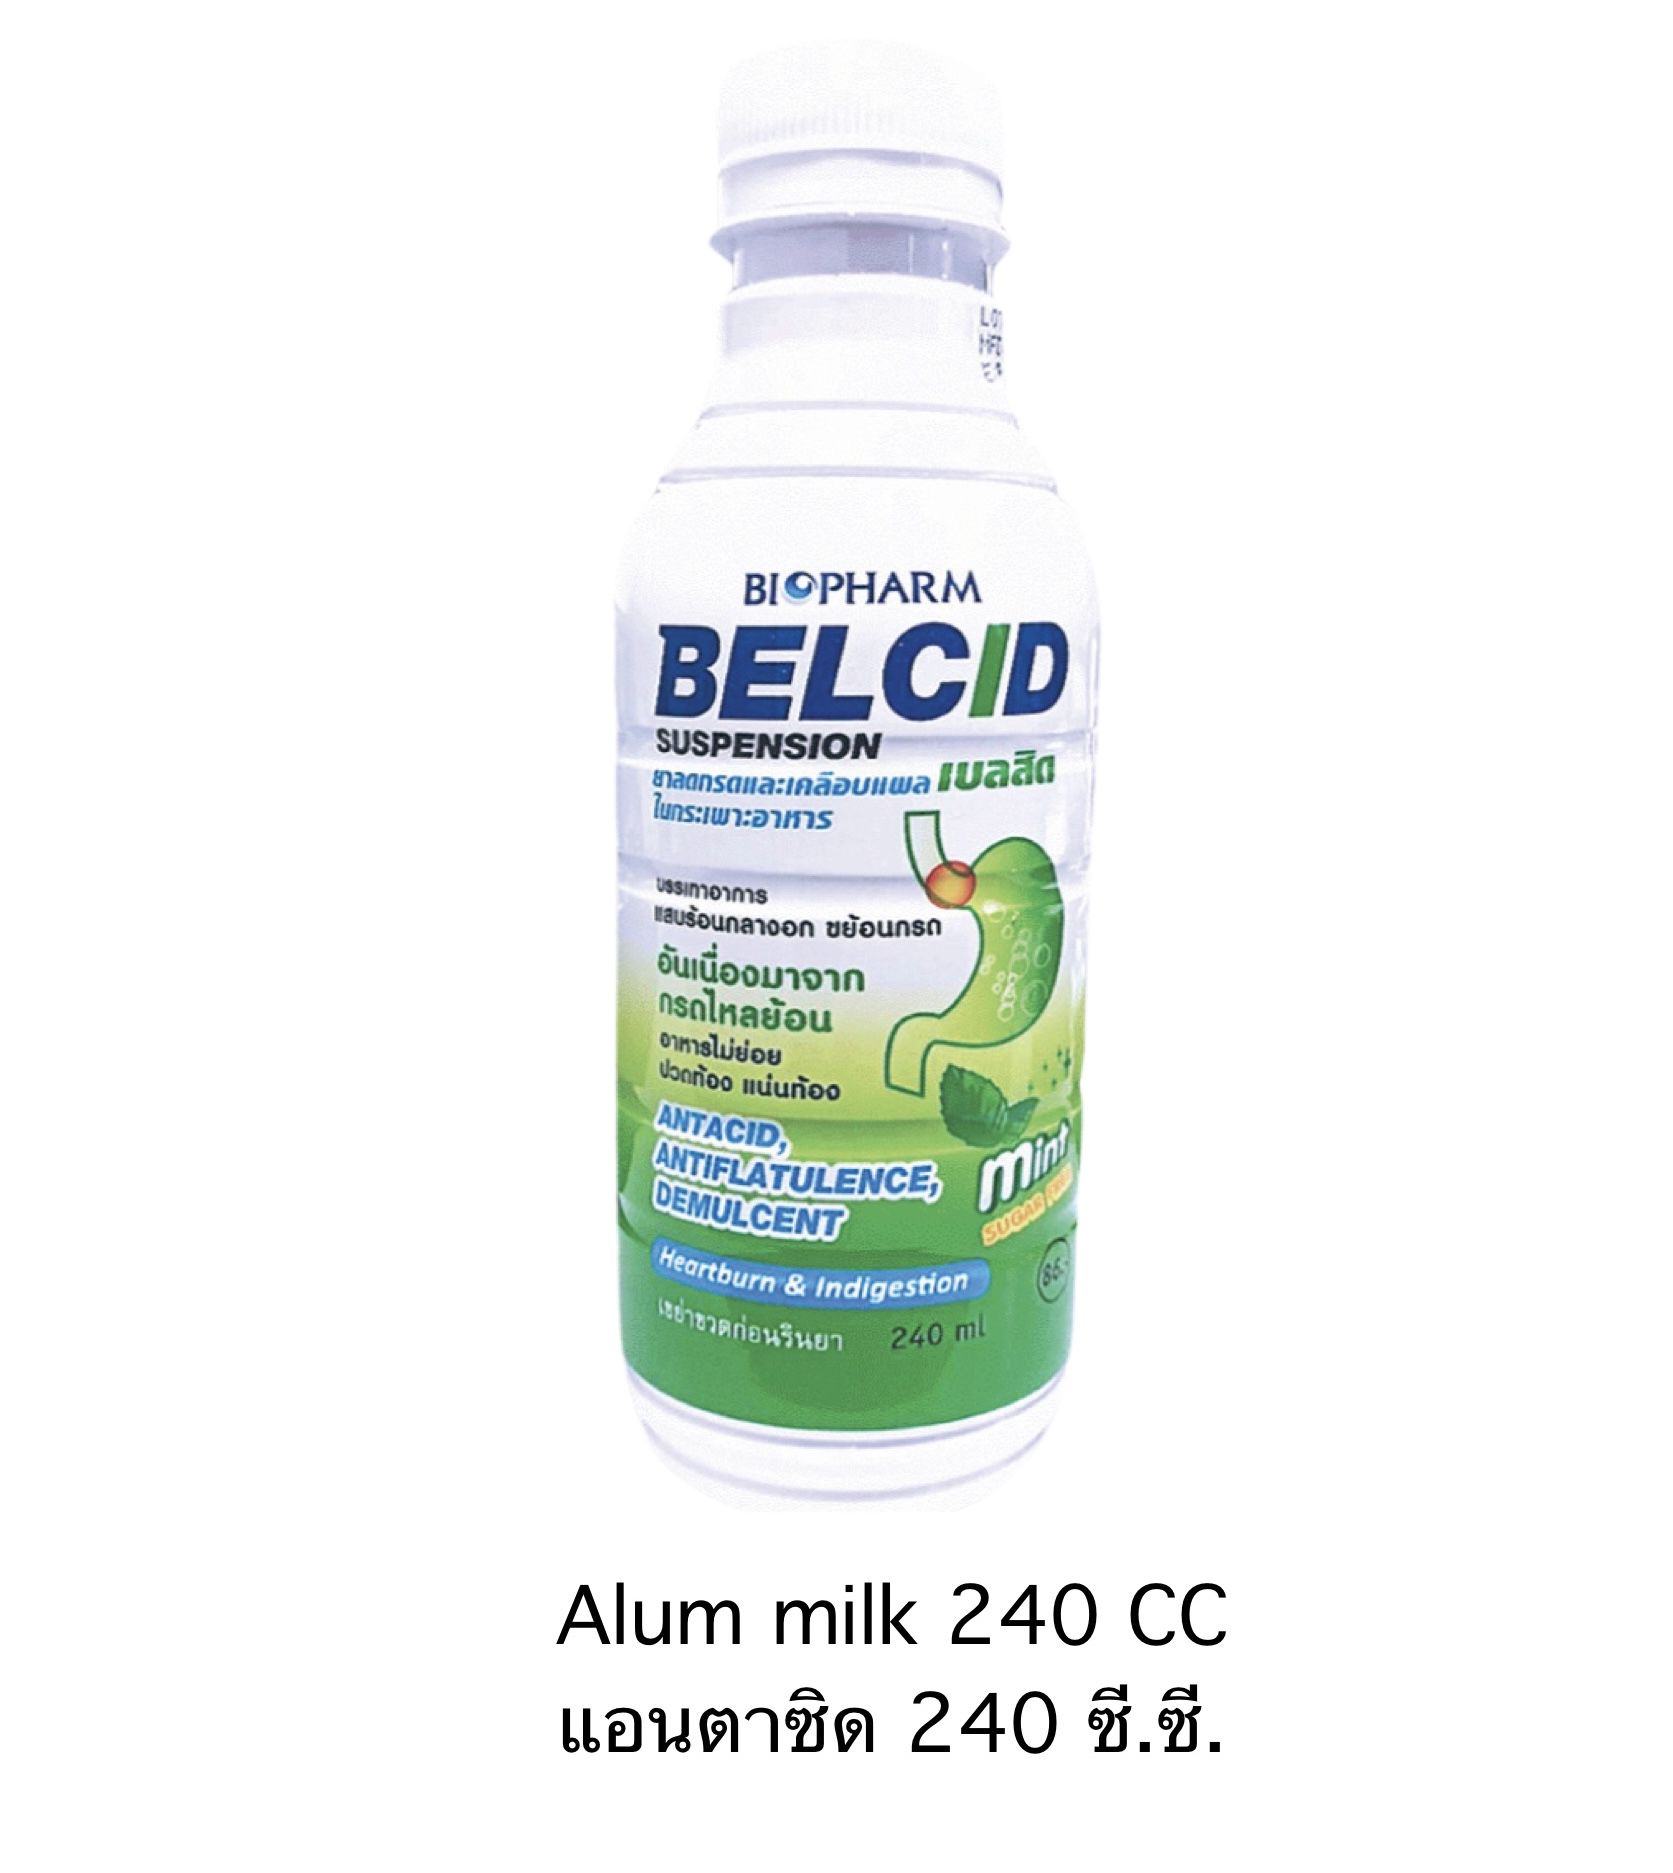 BIOPHARM
BELCID
SUSPENSION
ยาลดกรดและเคลือบแผล เบลสิด
ในกระเพาะอาหาร
บรรเทาอาการ
แสบร้อนกลางอก ขย้อนกรด
อันเนื่องมาจาก
กรดไหลย้อน
อาหารไม่ย่อย
ปวดท้อง แน่นท้อง
ANTACID,
ANTIFLATULENCE,
DEMULCENT
mint
SUGAR FREE
Heartburn & Indigestion
86.-
เขย่าขวดก่อนรินยา 240 ml
Alum milk 240 CC
แอนตาซิด 240 ซี.ซี.